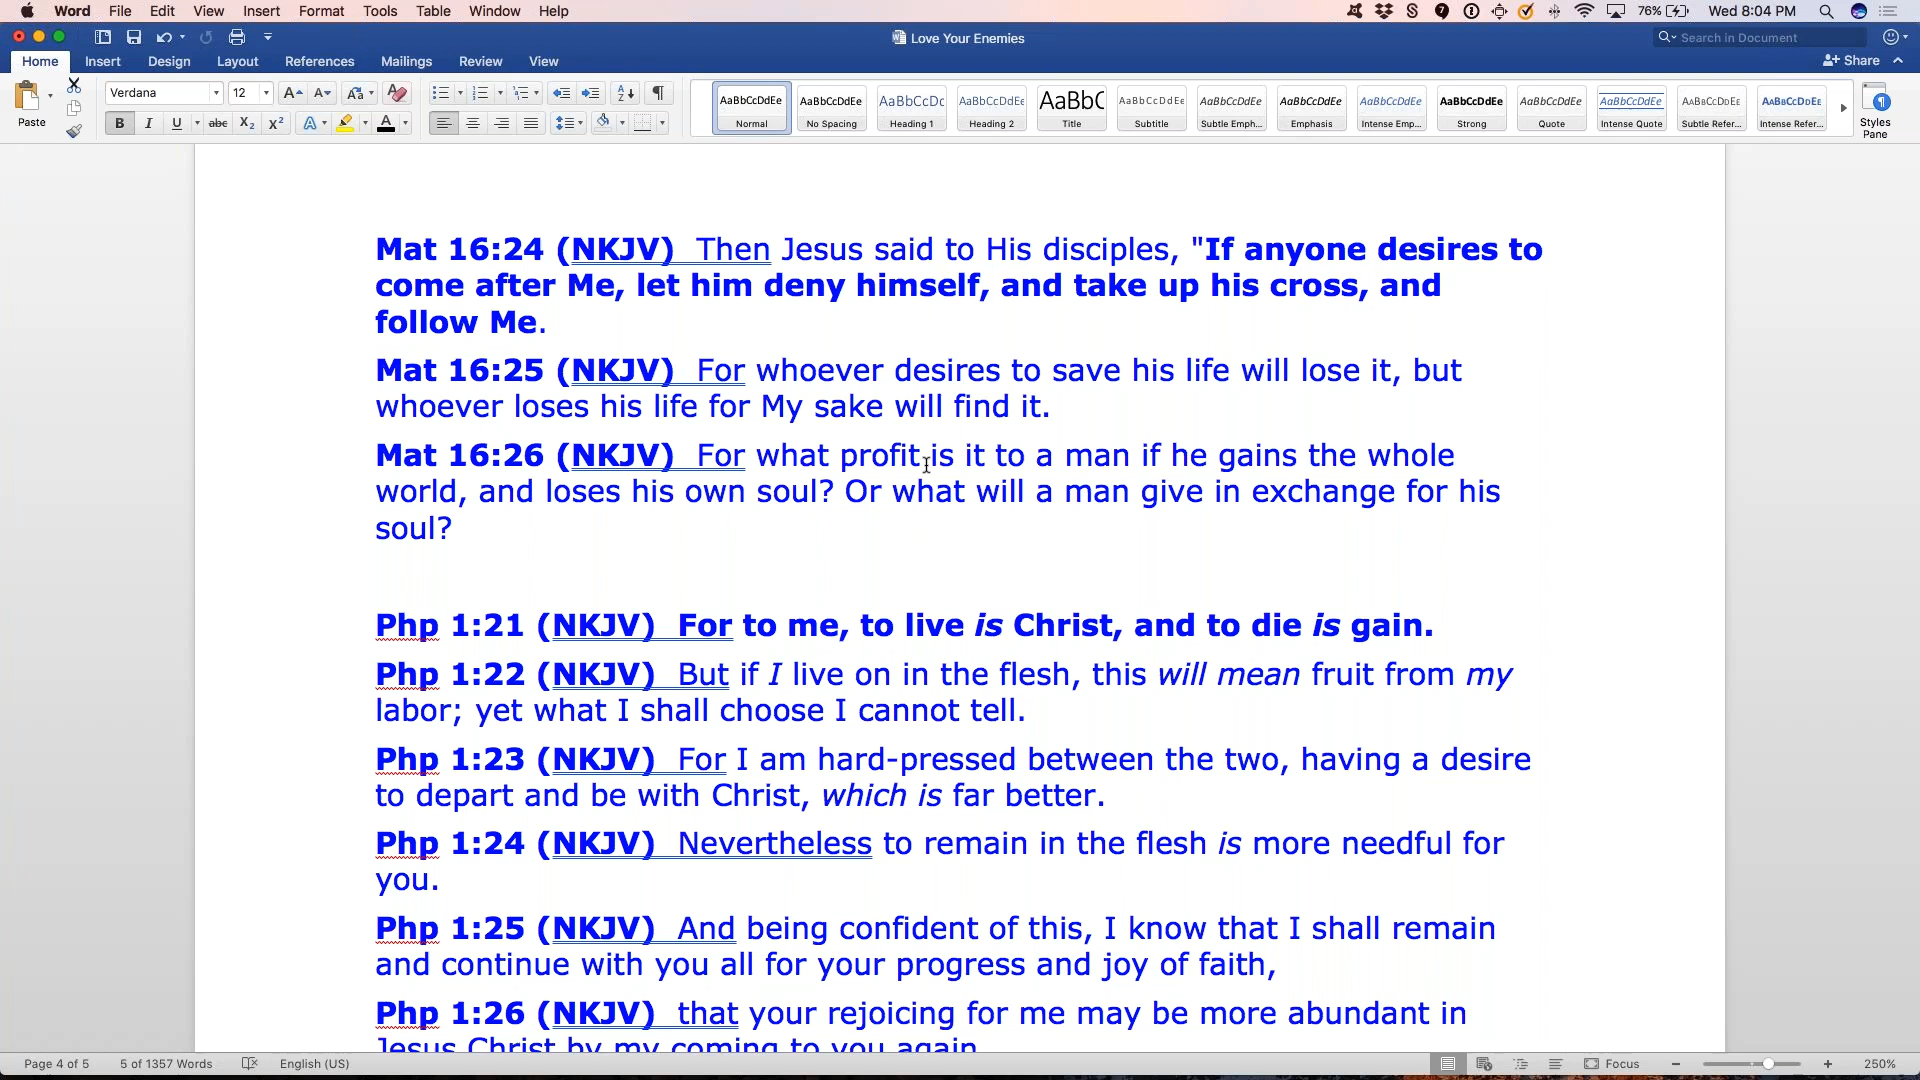 Word File Edit View Insert Format Tools Table Window Help 76% Wed 8:04 PM
Love Your Enemies Search in Document
Home Insert Design Layout References Mailings Review View Share
Paste Verdana 12 AaBbCcDdEe AaBbCcDdEe AaBbCcDc AaBbCcDdEe AaBbC AaBbCcDdEe AaBbCcDdEe AaBbCcDdEe AaBbCcDdEe AaBbCcDdEe AaBbCcDdEe AaBbCcDdEe AaBbCcDdEe AaBbCcDdEe
B I U abc X₂ X² A A Normal No Spacing Heading 1 Heading 2 Title Subtitle Subtle Emph... Emphasis Intense Emp... Strong Quote Intense Quote Subtle Refer... Intense Refer... Styles Pane
Mat 16:24 (NKJV) Then Jesus said to His disciples, "If anyone desires to
come after Me, let him deny himself, and take up his cross, and
follow Me.
Mat 16:25 (NKJV) For whoever desires to save his life will lose it, but
whoever loses his life for My sake will find it.
Mat 16:26 (NKJV) For what profit is it to a man if he gains the whole
world, and loses his own soul? Or what will a man give in exchange for his
soul?
Php 1:21 (NKJV) For to me, to live is Christ, and to die is gain.
Php 1:22 (NKJV) But if I live on in the flesh, this will mean fruit from my
labor; yet what I shall choose I cannot tell.
Php 1:23 (NKJV) For I am hard-pressed between the two, having a desire
to depart and be with Christ, which is far better.
Php 1:24 (NKJV) Nevertheless to remain in the flesh is more needful for
you.
Php 1:25 (NKJV) And being confident of this, I know that I shall remain
and continue with you all for your progress and joy of faith,
Php 1:26 (NKJV) that your rejoicing for me may be more abundant in
Jesus Christ by my coming to you again.
Page 4 of 5 5 of 1357 Words English (US) Focus 250%